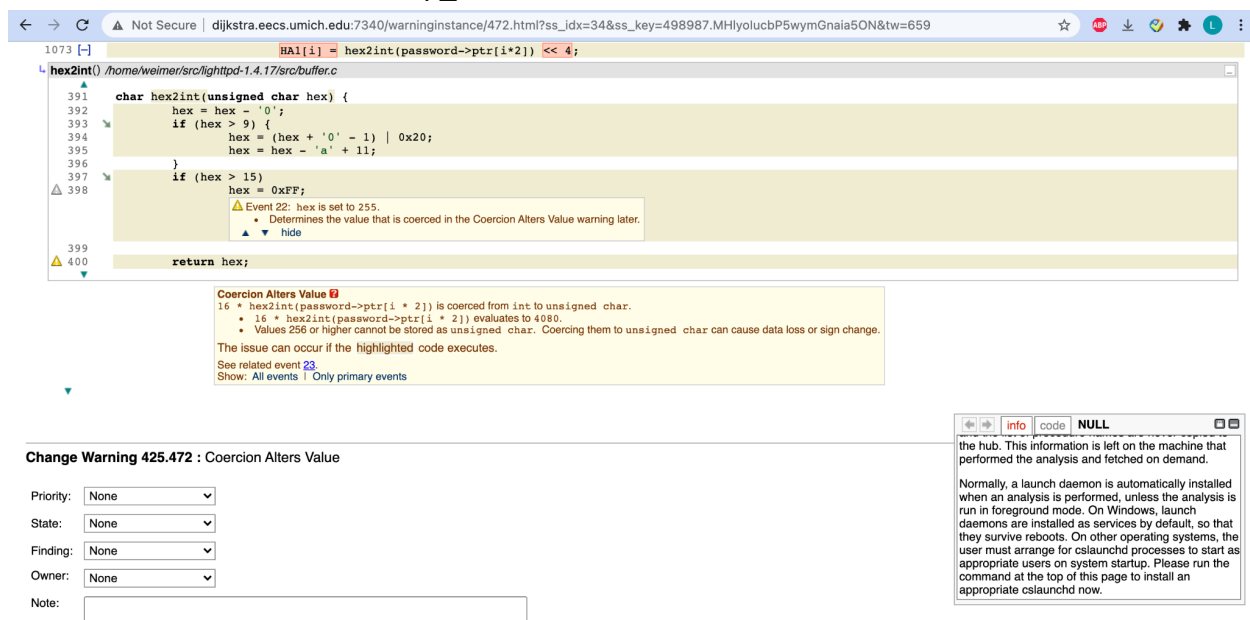 Not Secure | dijkstra.eecs.umich.edu:7340/warninginstance/472.html?ss_idx=34&ss_key=498987.MHlyolucbP5wymGnaia5ON&tw=659
ABP
L
1073 [-] HA1[i] = hex2int(password->ptr[i*2]) << 4;
hex2int() /home/weimer/src/lighttpd-1.4.17/src/buffer.c
391 char hex2int(unsigned char hex) {
392 hex = hex - '0';
393 if (hex > 9) {
394 hex = (hex + '0' - 1) | 0x20;
395 hex = hex - 'a' + 11;
396 }
397 if (hex > 15)
398 hex = 0xFF;
Event 22: hex is set to 255.
• Determines the value that is coerced in the Coercion Alters Value warning later.
▲ ▼ hide
399
400 return hex;
Coercion Alters Value ?
16 * hex2int(password->ptr[i * 2]) is coerced from int to unsigned char.
• 16 * hex2int(password->ptr[i * 2]) evaluates to 4080.
• Values 256 or higher cannot be stored as unsigned char. Coercing them to unsigned char can cause data loss or sign change.
The issue can occur if the highlighted code executes.
See related event 23.
Show: All events | Only primary events
Change Warning 425.472 : Coercion Alters Value
Priority: None
State: None
Finding: None
Owner: None
Note:
info code NULL
the hub. This information is left on the machine that
performed the analysis and fetched on demand.
Normally, a launch daemon is automatically installed
when an analysis is performed, unless the analysis is
run in foreground mode. On Windows, launch
daemons are installed as services by default, so that
they survive reboots. On other operating systems, the
user must arrange for cslaunchd processes to start as
appropriate users on system startup. Please run the
command at the top of this page to install an
appropriate cslaunchd now.